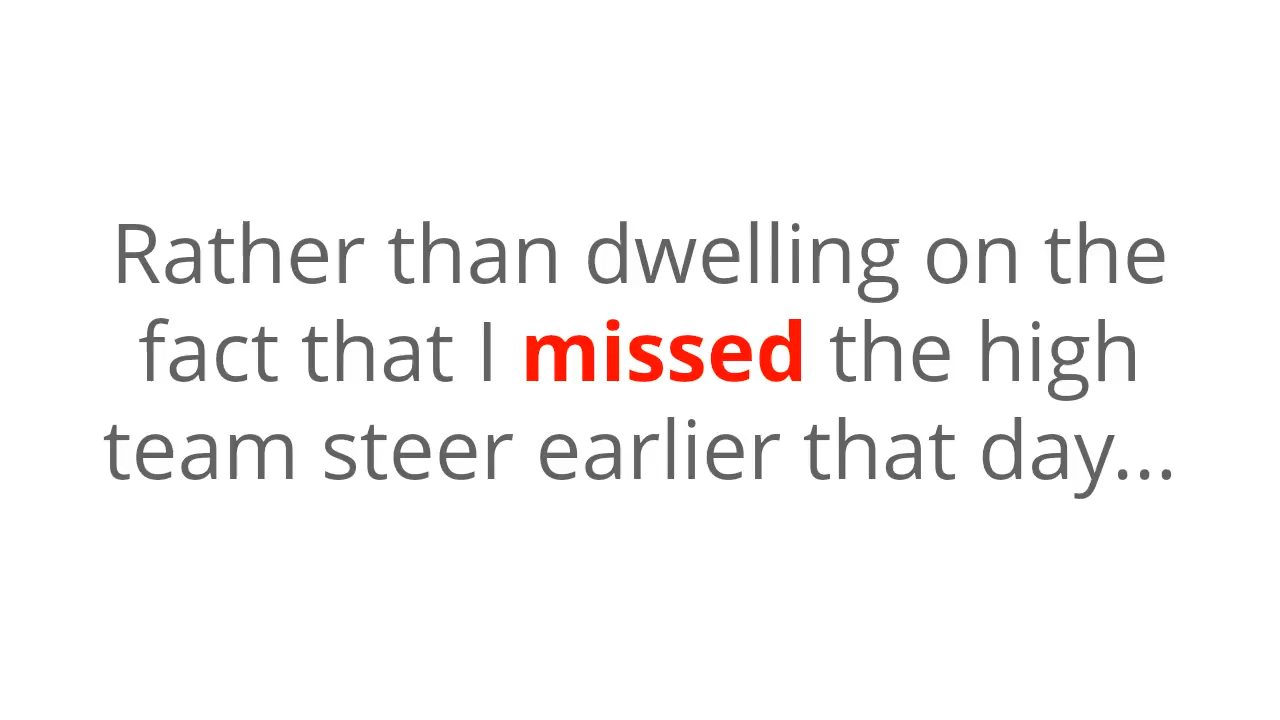 Rather than dwelling on the
fact that I missed the high
team steer earlier that day...